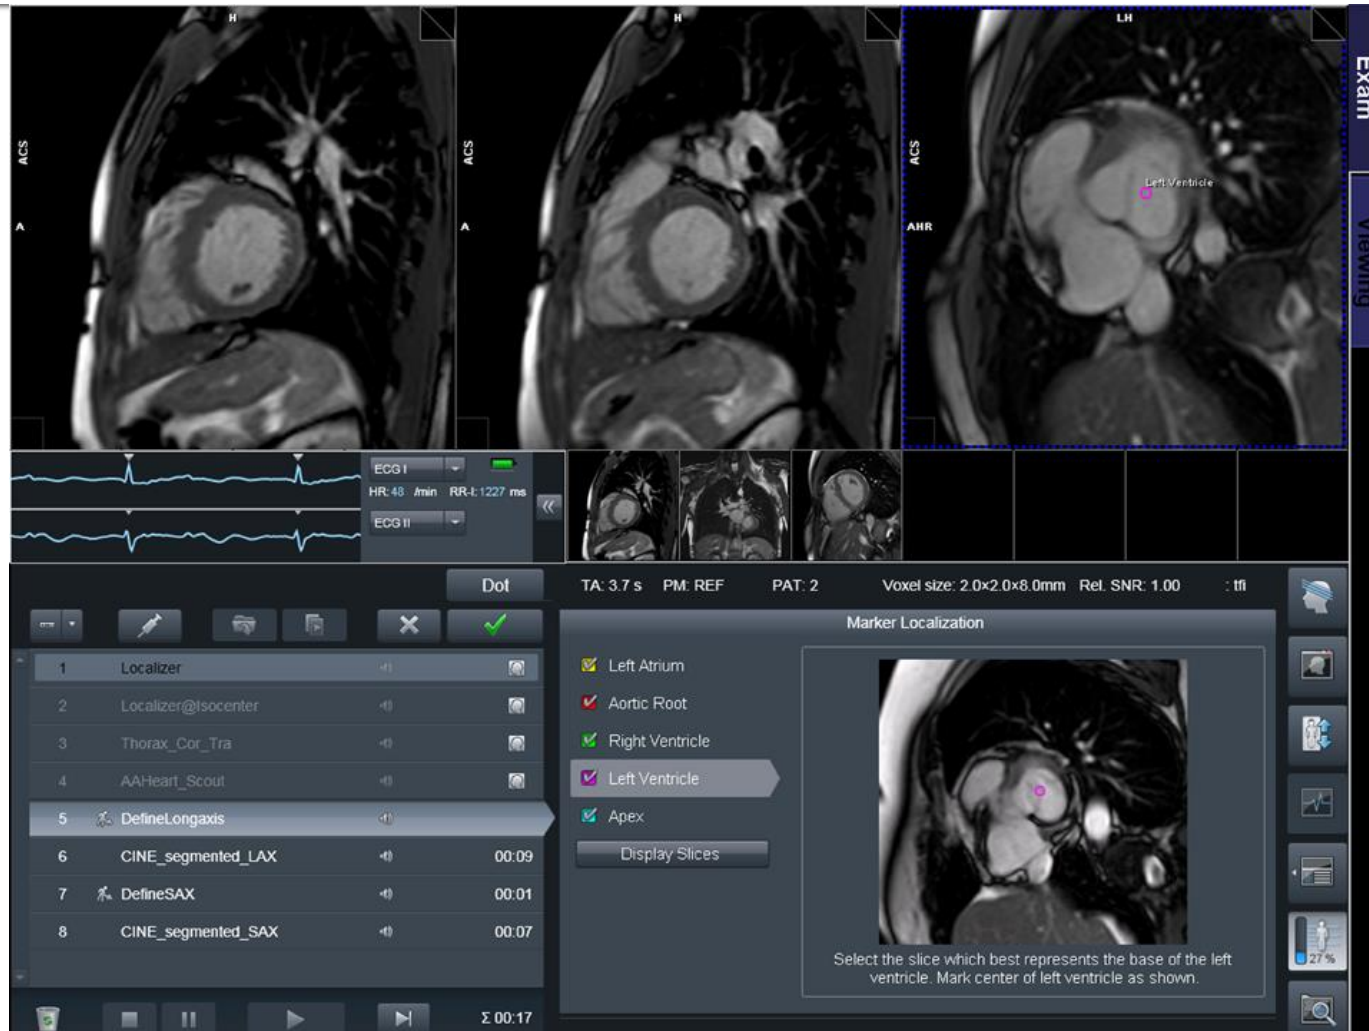 H
H
LH
Exam
ACS
ACS
ACS
Left Ventricle
A
A
AHR
Viewing
ECG I
HR: 48 /min RR-I: 1227 ms
ECG II
Dot
TA: 3.7 s PM: REF PAT: 2 Voxel size: 2.0×2.0×8.0mm Rel. SNR: 1.00 : tfi
Marker Localization
1 Localizer
2 Localizer@Isocenter
3 Thorax_Cor_Tra
4 AAHeart_Scout
5 DefineLongaxis
6 CINE_segmented_LAX 00:09
7 DefineSAX 00:01
8 CINE_segmented_SAX 00:07
Σ 00:17
Left Atrium
Aortic Root
Right Ventricle
Left Ventricle
Apex
Display Slices
Select the slice which best represents the base of the left
ventricle. Mark center of left ventricle as shown.
27 %